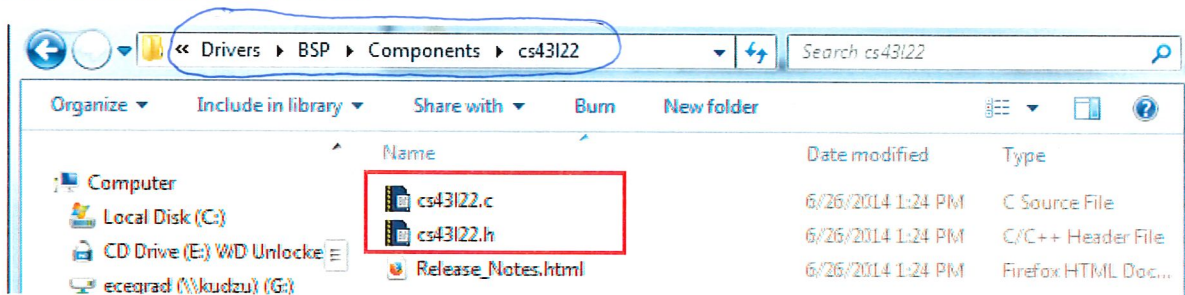 « Drivers ▸ BSP ▸ Components ▸ cs43l22
Search cs43l22
Organize Include in library Share with Burn New folder
Name Date modified Type
Computer
Local Disk (C:)
CD Drive (E:) WD Unlocke
ecegrad (\\kudzu) (G:)
cs43l22.c 6/26/2014 1:24 PM C Source File
cs43l22.h 6/26/2014 1:24 PM C/C++ Header File
Release_Notes.html 6/26/2014 1:24 PM Firefox HTML Doc...